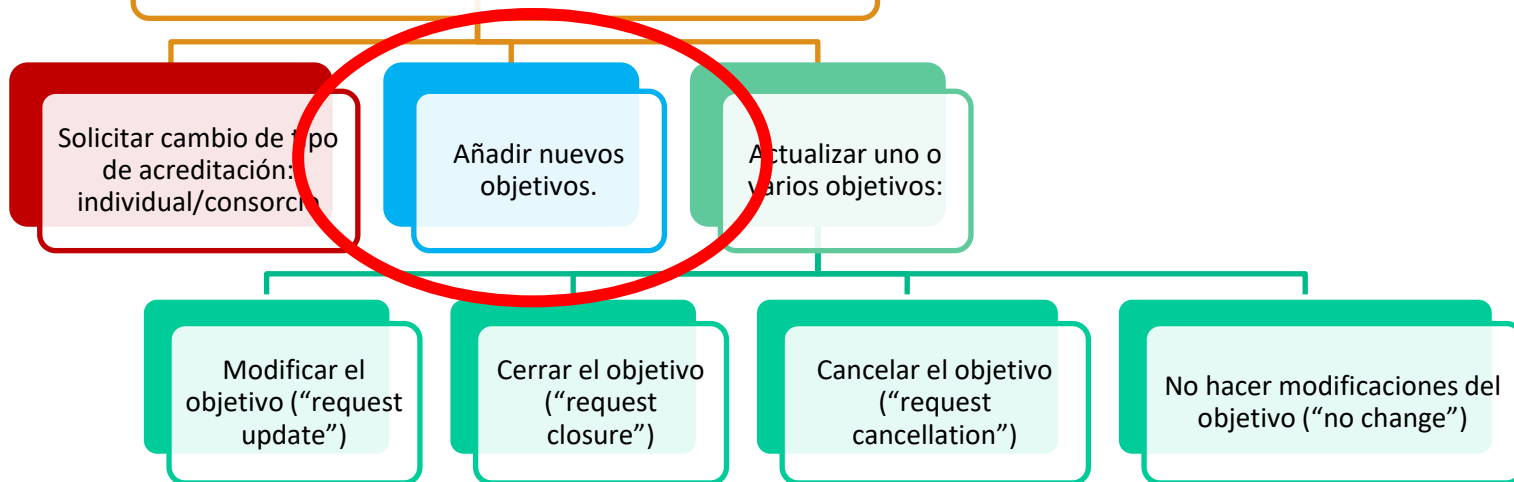 Solicitar cambio de tipo
de acreditación:
individual/consorcio
Añadir nuevos
objetivos.
Actualizar uno o
varios objetivos:
Modificar el
objetivo (“request
update”)
Cerrar el objetivo
(“request
closure”)
Cancelar el objetivo
(“request
cancellation”)
No hacer modificaciones del
objetivo (“no change”)